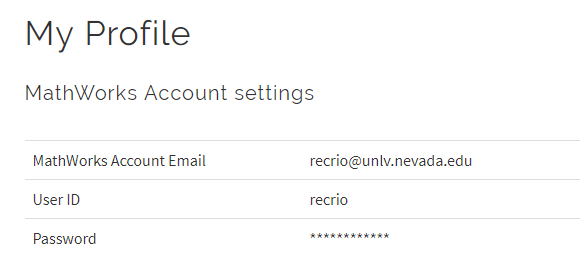 My Profile
MathWorks Account settings
MathWorks Account Email recrio@unlv.nevada.edu
User ID recrio
Password ************